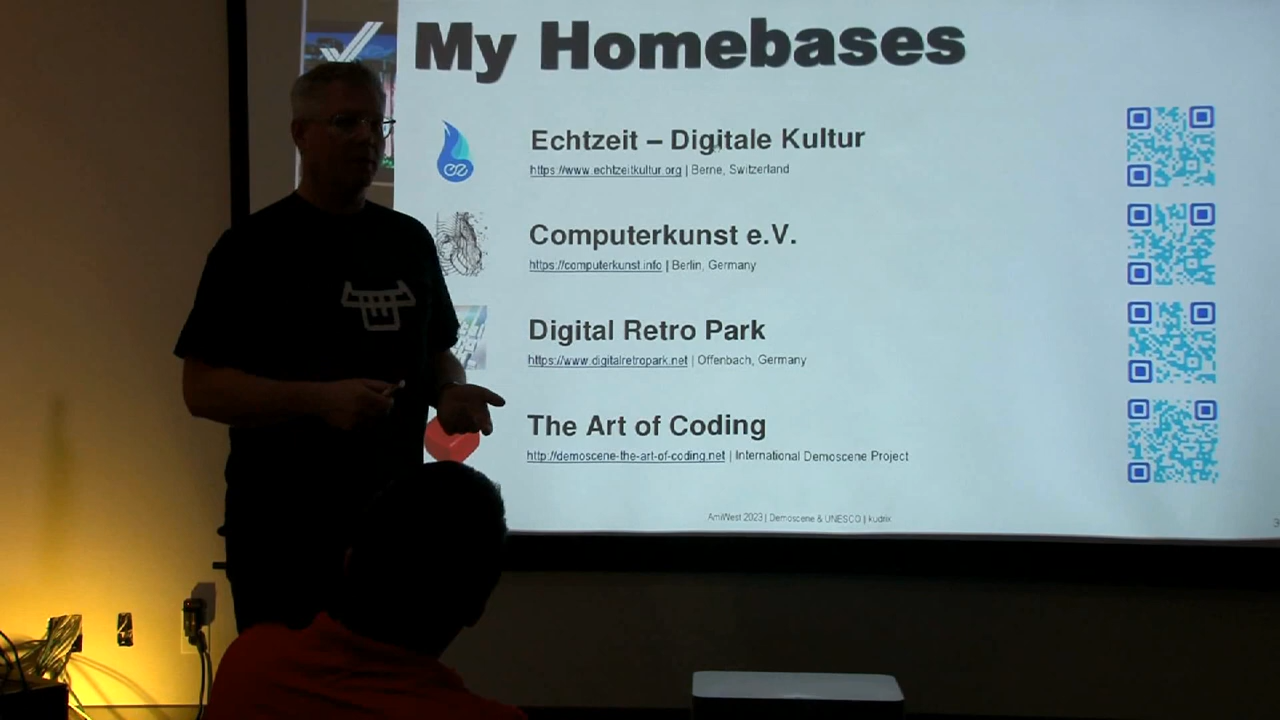 My Homebases
Echtzeit – Digitale Kultur
https://www.echtzeitkultur.org | Berne, Switzerland
Computerkunst e.V.
https://computerkunst.info | Berlin, Germany
Digital Retro Park
https://www.digitalretropark.net | Offenbach, Germany
The Art of Coding
http://demoscene-the-art-of-coding.net | International Demoscene Project
AmiWest 2023 | Demoscene & UNESCO | kudrix
3